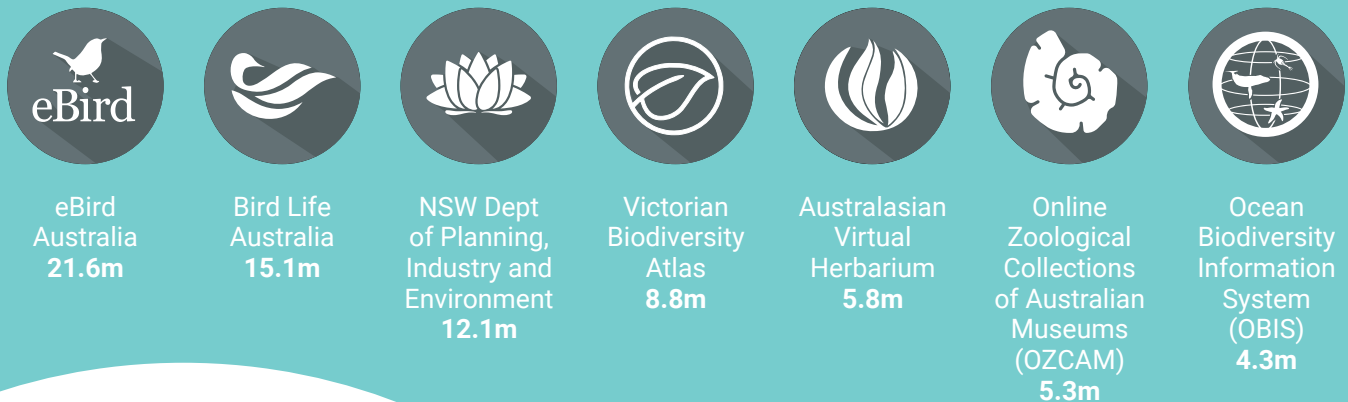 eBird
eBird
Australia
21.6m
Bird Life
Australia
15.1m
NSW Dept
of Planning,
Industry and
Environment
12.1m
Victorian
Biodiversity
Atlas
8.8m
Australasian
Virtual
Herbarium
5.8m
Online
Zoological
Collections
of Australian
Museums
(OZCAM)
5.3m
Ocean
Biodiversity
Information
System
(OBIS)
4.3m